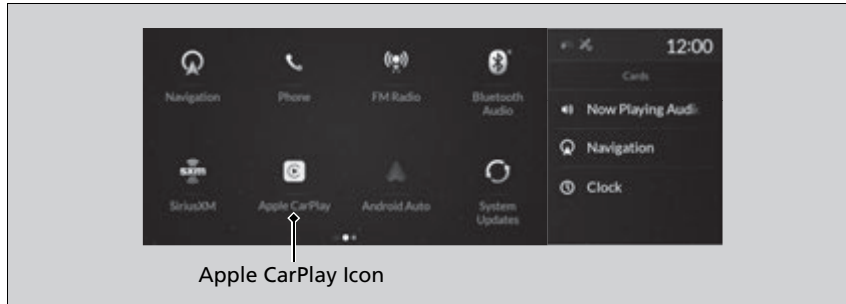 12:00
Navigation
Phone
FM Radio
Bluetooth
Audio
Cards
Now Playing Audi
Navigation
Clock
sxm
SiriusXM
Apple CarPlay
Android Auto
System
Updates
Apple CarPlay Icon